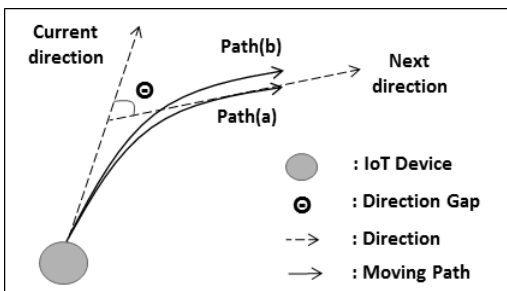 Current
direction
Path(b)
Θ
Next
direction
Path(a)
: IoT Device
Θ : Direction Gap
: Direction
: Moving Path